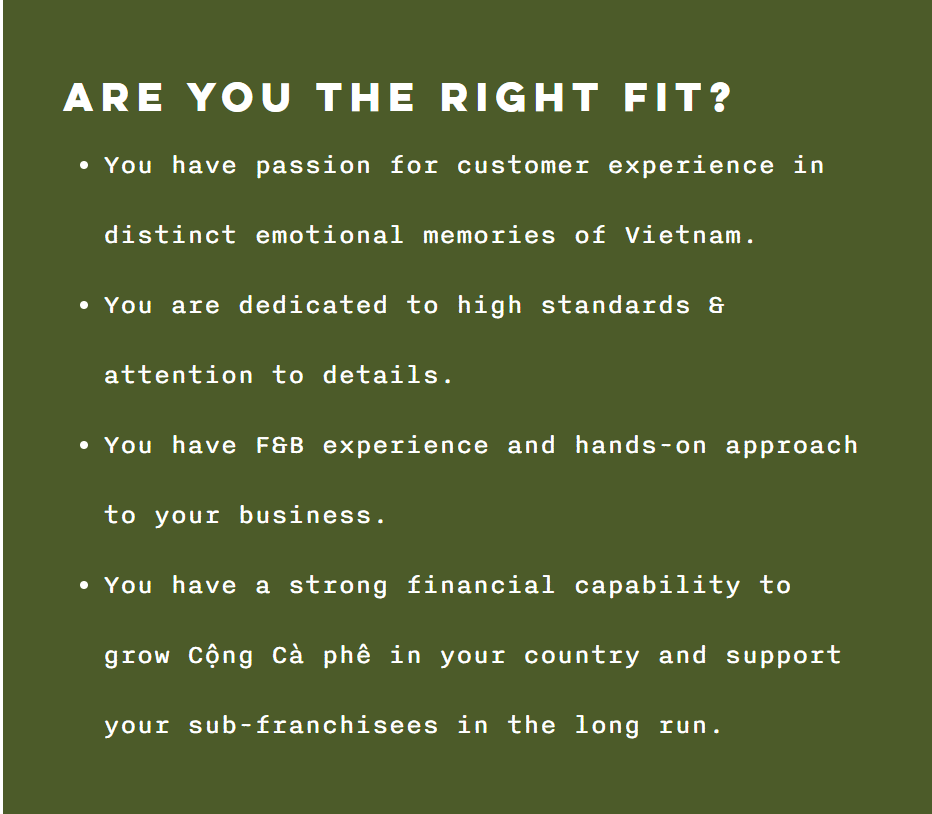 ARE YOU THE RIGHT FIT?
• You have passion for customer experience in
distinct emotional memories of Vietnam.
• You are dedicated to high standards &
attention to details.
• You have F&B experience and hands-on approach
to your business.
• You have a strong financial capability to
grow Cộng Cà phê in your country and support
your sub-franchisees in the long run.